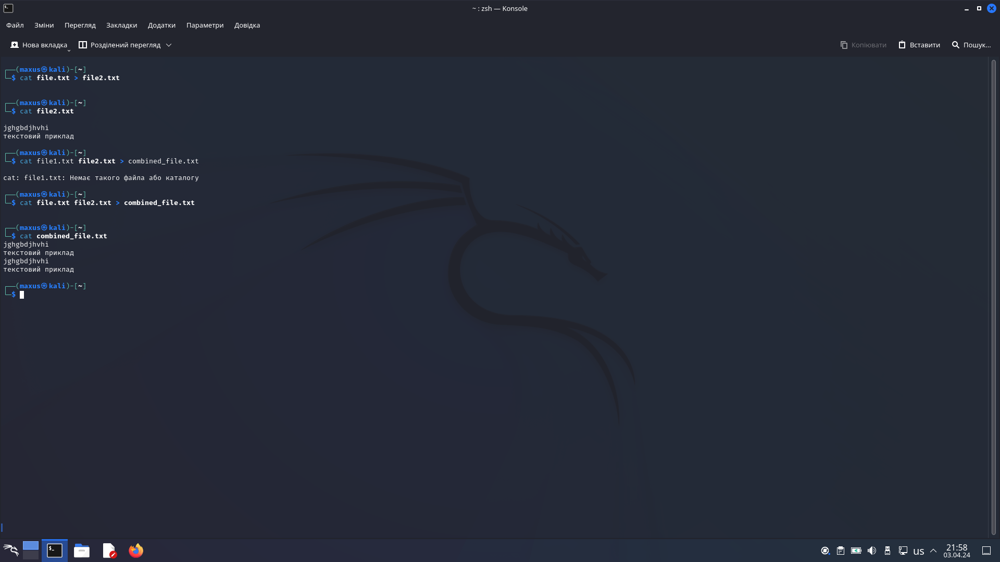 ~ : zsh — Konsole
Файл Зміни Перегляд Закладки Додатки Параметри Довідка
Нова вкладка Розділений перегляд Копіювати Вставити Пошук...
┌──(maxus㉿kali)-[~]
└─$ cat file.txt > file2.txt
┌──(maxus㉿kali)-[~]
└─$ cat file2.txt
jghgbdjhvhi
текстовий приклад
┌──(maxus㉿kali)-[~]
└─$ cat file1.txt file2.txt > combined_file.txt
cat: file1.txt: Немає такого файла або каталогу
┌──(maxus㉿kali)-[~]
└─$ cat file.txt file2.txt > combined_file.txt
┌──(maxus㉿kali)-[~]
└─$ cat combined_file.txt
jghgbdjhvhi
текстовий приклад
jghgbdjhvhi
текстовий приклад
┌──(maxus㉿kali)-[~]
└─$
us 21:58
03.04.24